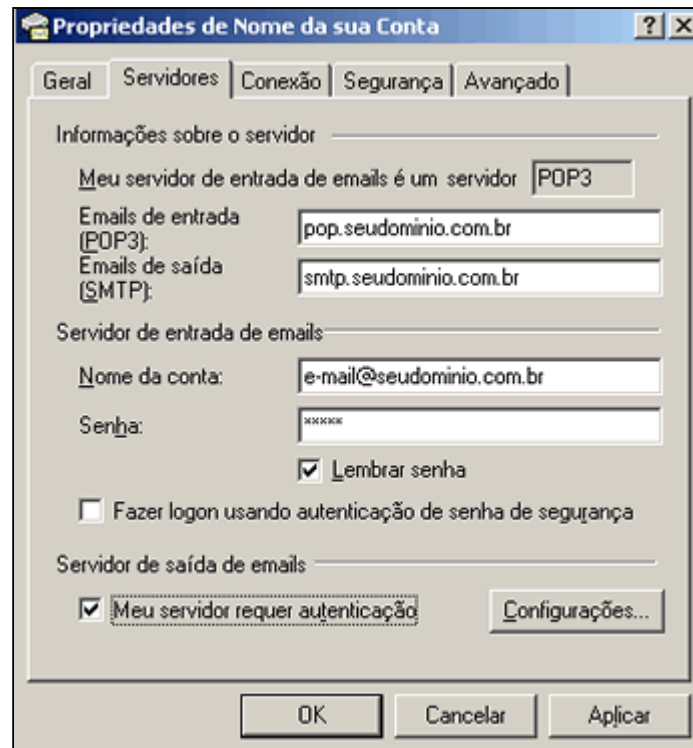 Propriedades de Nome da sua Conta
Geral Servidores Conexão Segurança Avançado
Informações sobre o servidor
Meu servidor de entrada de emails é um servidor POP3
Emails de entrada
(POP3):
pop.seudominio.com.br
Emails de saída
(SMTP):
smtp.seudominio.com.br
Servidor de entrada de emails
Nome da conta: e-mail@seudominio.com.br
Senha: *****
Lembrar senha
Fazer logon usando autenticação de senha de segurança
Servidor de saída de emails
Meu servidor requer autenticação Configurações...
OK Cancelar Aplicar